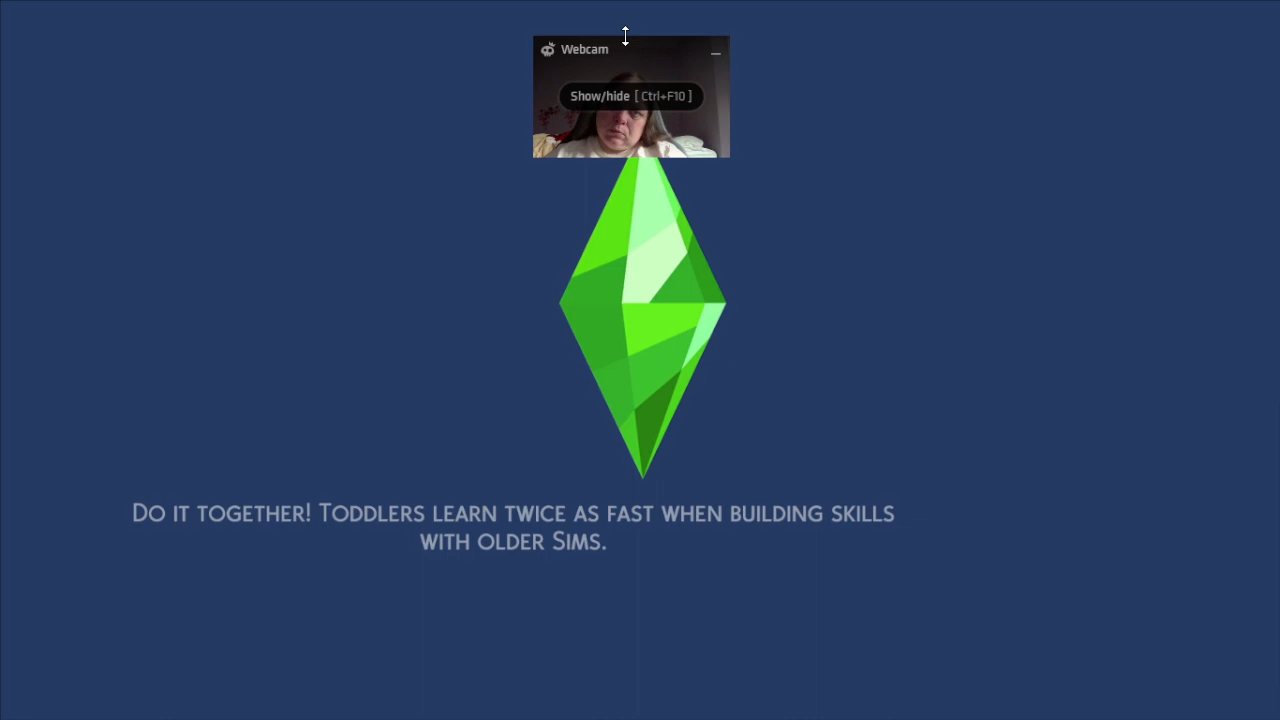 Webcam
Show/hide [ Ctrl+F10 ]
DO IT TOGETHER! TODDLERS LEARN TWICE AS FAST WHEN BUILDING SKILLS
WITH OLDER SIMS.